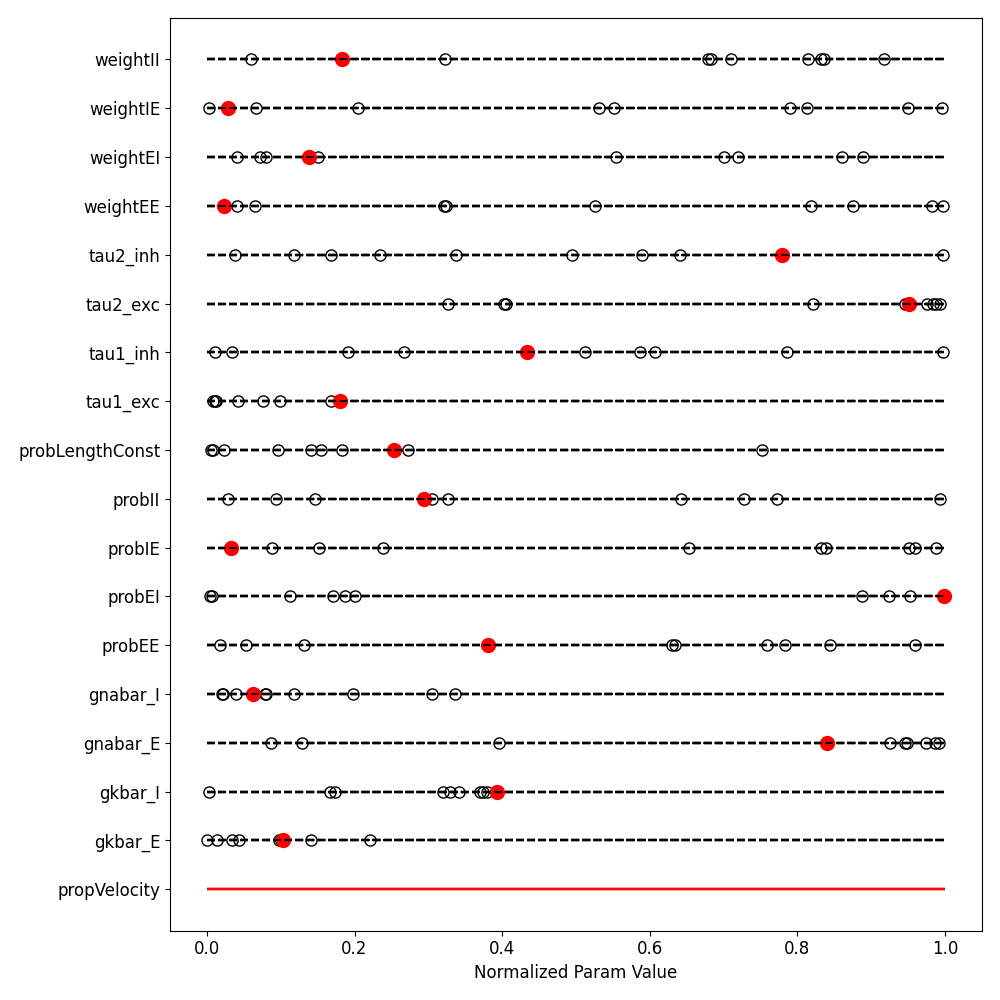 weightII
weightIE
weightEI
weightEE
tau2_inh
tau2_exc
tau1_inh
tau1_exc
probLengthConst
probII
probIE
probEI
probEE
gnabar_I
gnabar_E
gkbar_I
gkbar_E
propVelocity
0.0 0.2 0.4 0.6 0.8 1.0
Normalized Param Value